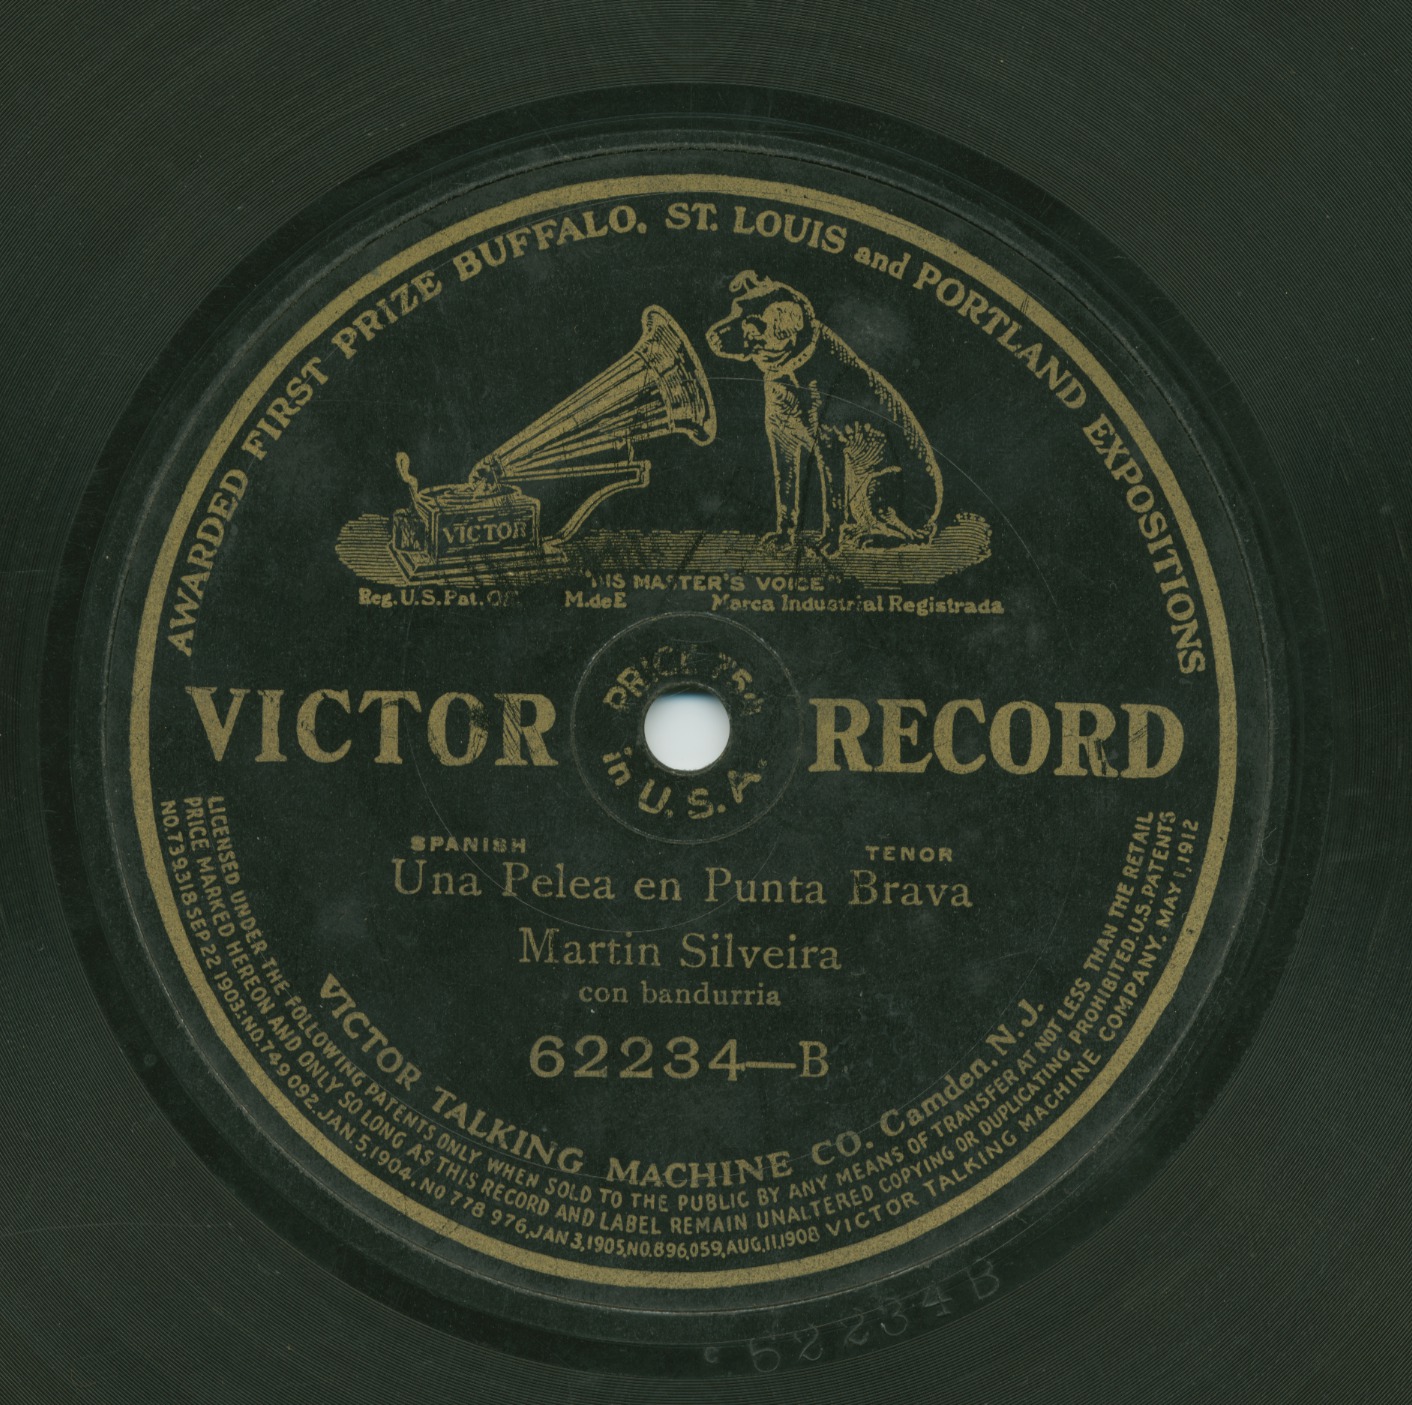 AWARDED FIRST PRIZE BUFFALO. ST. LOUIS and PORTLAND EXPOSITIONS
VICTOR
"HIS MASTER'S VOICE"
Reg. U.S. Pat. Off. M.deE Marca Industrial Registrada
PRICE 75¢
VICTOR RECORD
in U.S.A.
SPANISH TENOR
Una Pelea en Punta Brava
Martin Silveira
con bandurria
62234—B
VICTOR TALKING MACHINE CO. Camden, N.J.
LICENSED UNDER THE FOLLOWING PATENTS ONLY WHEN SOLD TO THE PUBLIC BY ANY MEANS OF TRANSFER AT NOT LESS THAN THE RETAIL
PRICE MARKED HEREON AND ONLY SO LONG AS THIS RECORD AND LABEL REMAIN UNALTERED COPYING OR DUPLICATING PROHIBITED. U.S. PATENTS
NO.739318 SEP 22 1903: NO.749 092. JAN.5,1904. NO 778 976, JAN 3,1905, NO.896,059, AUG.11.1908 VICTOR TALKING MACHINE COMPANY. MAY 1, 1912
62234 B